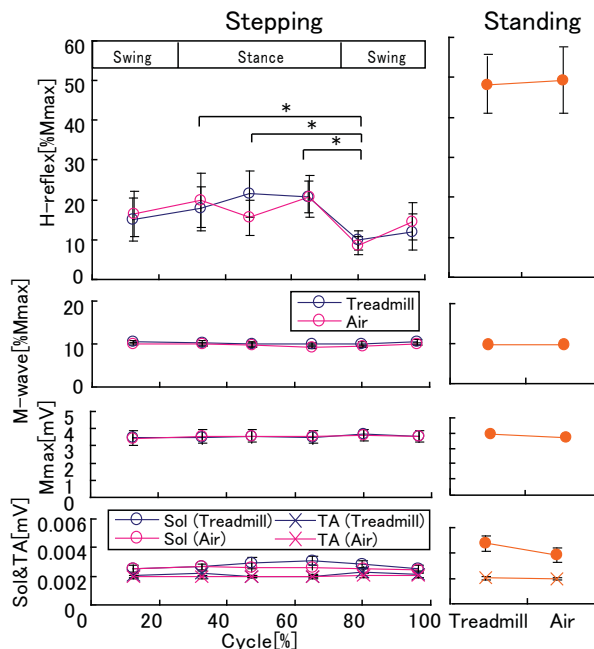 Stepping Standing
60
Swing Stance Swing
50
*
40
*
*
30
20
10
0
H-reflex[%Mmax]
20
Treadmill
Air
10
0
M-wave[%Mmax]
5
4
3
2
1
0
Mmax[mV]
0.006
Sol (Treadmill) TA (Treadmill)
Sol (Air) TA (Air)
0.004
0.002
0
Sol&TA[mV]
20 40 60 80 100
Cycle[%]
Treadmill Air